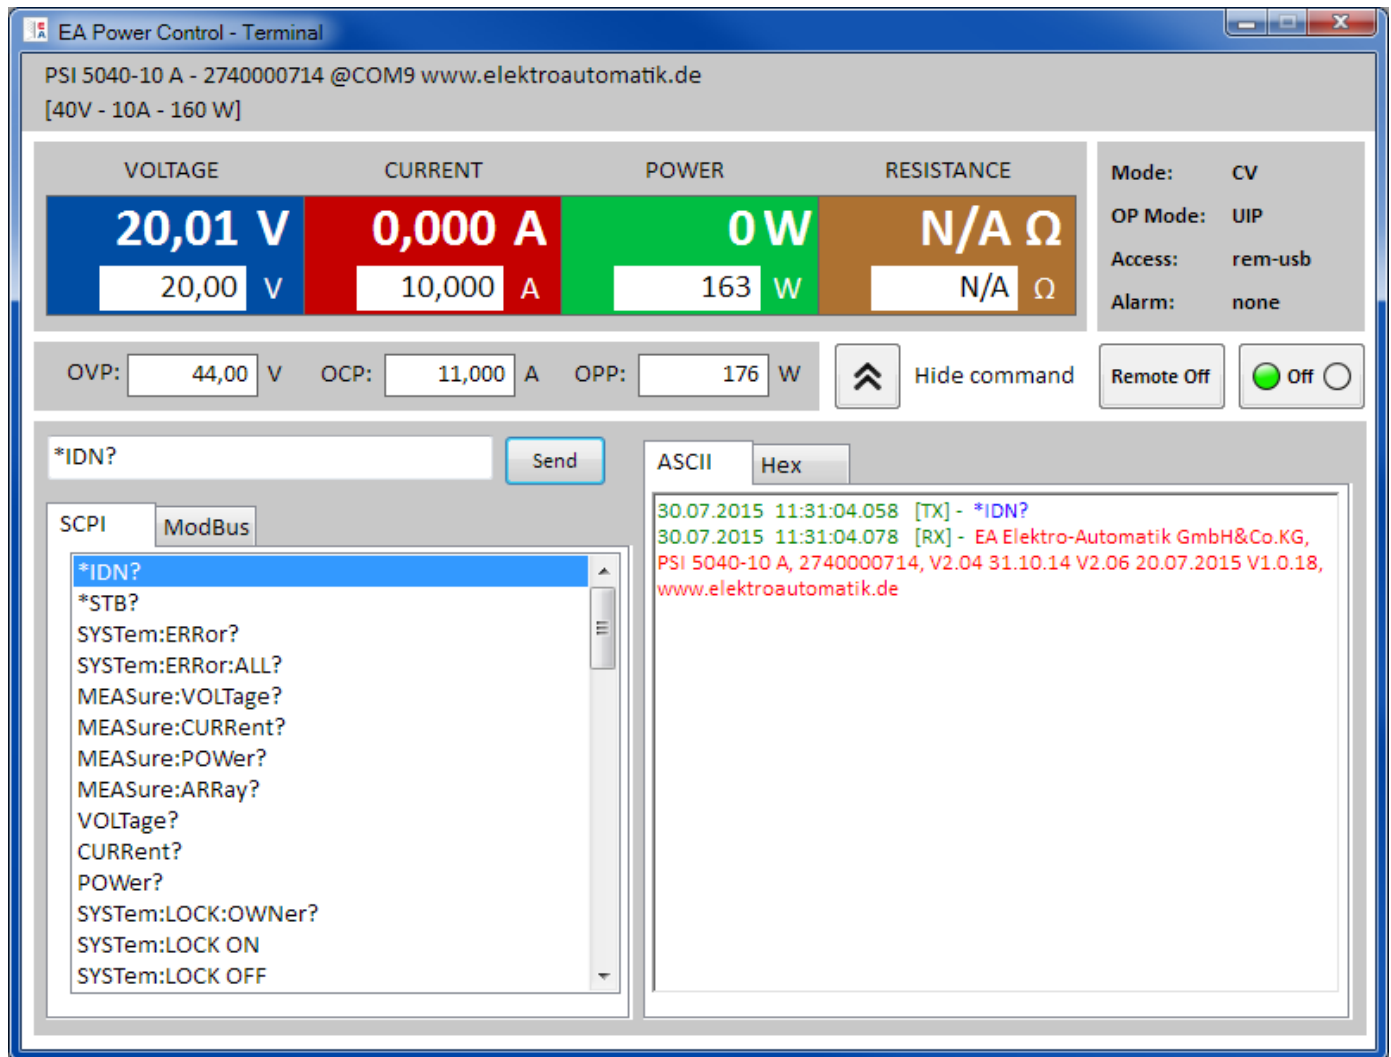 EA Power Control - Terminal
PSI 5040-10 A - 2740000714 @COM9 www.elektroautomatik.de
[40V - 10A - 160 W]
VOLTAGE CURRENT POWER RESISTANCE
20,01 V 0,000 A 0 W N/A Ω
20,00 V 10,000 A 163 W N/A Ω
Mode: CV
OP Mode: UIP
Access: rem-usb
Alarm: none
OVP: 44,00 V OCP: 11,000 A OPP: 176 W Hide command Remote Off Off
*IDN? Send
SCPI ModBus
*IDN?
*STB?
SYSTem:ERRor?
SYSTem:ERRor:ALL?
MEASure:VOLTage?
MEASure:CURRent?
MEASure:POWer?
MEASure:ARRay?
VOLTage?
CURRent?
POWer?
SYSTem:LOCK:OWNer?
SYSTem:LOCK ON
SYSTem:LOCK OFF
ASCII Hex
30.07.2015 11:31:04.058 [TX] - *IDN?
30.07.2015 11:31:04.078 [RX] - EA Elektro-Automatik GmbH&Co.KG,
PSI 5040-10 A, 2740000714, V2.04 31.10.14 V2.06 20.07.2015 V1.0.18,
www.elektroautomatik.de